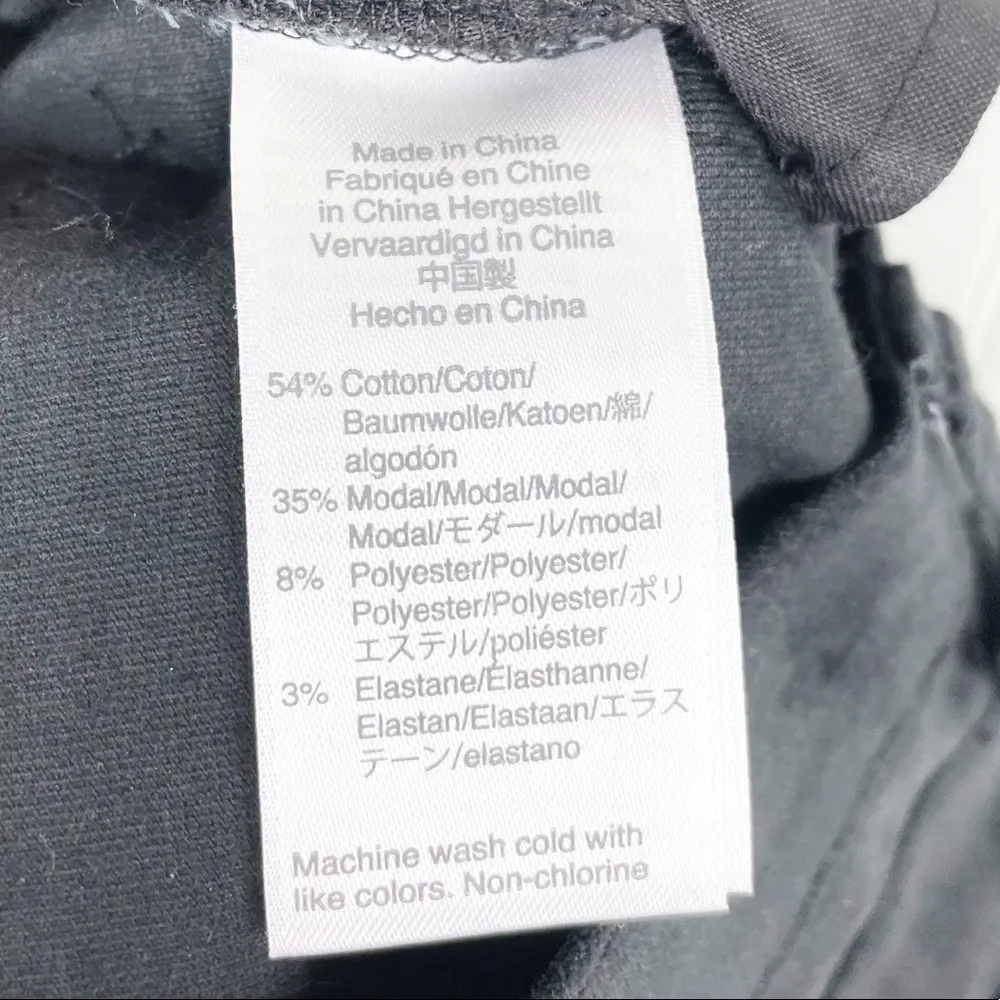 Made in China
Fabriqué en Chine
in China Hergestellt
Vervaardigd in China
中国製
Hecho en China
54% Cotton/Coton/
Baumwolle/Katoen/綿/
algodón
35% Modal/Modal/Modal/
Modal/モダール/modal
8% Polyester/Polyester/
Polyester/Polyester/ポリ
エステル/poliéster
3% Elastane/Élasthanne/
Elastan/Elastaan/エラス
テーン/elastano
Machine wash cold with
like colors. Non-chlorine